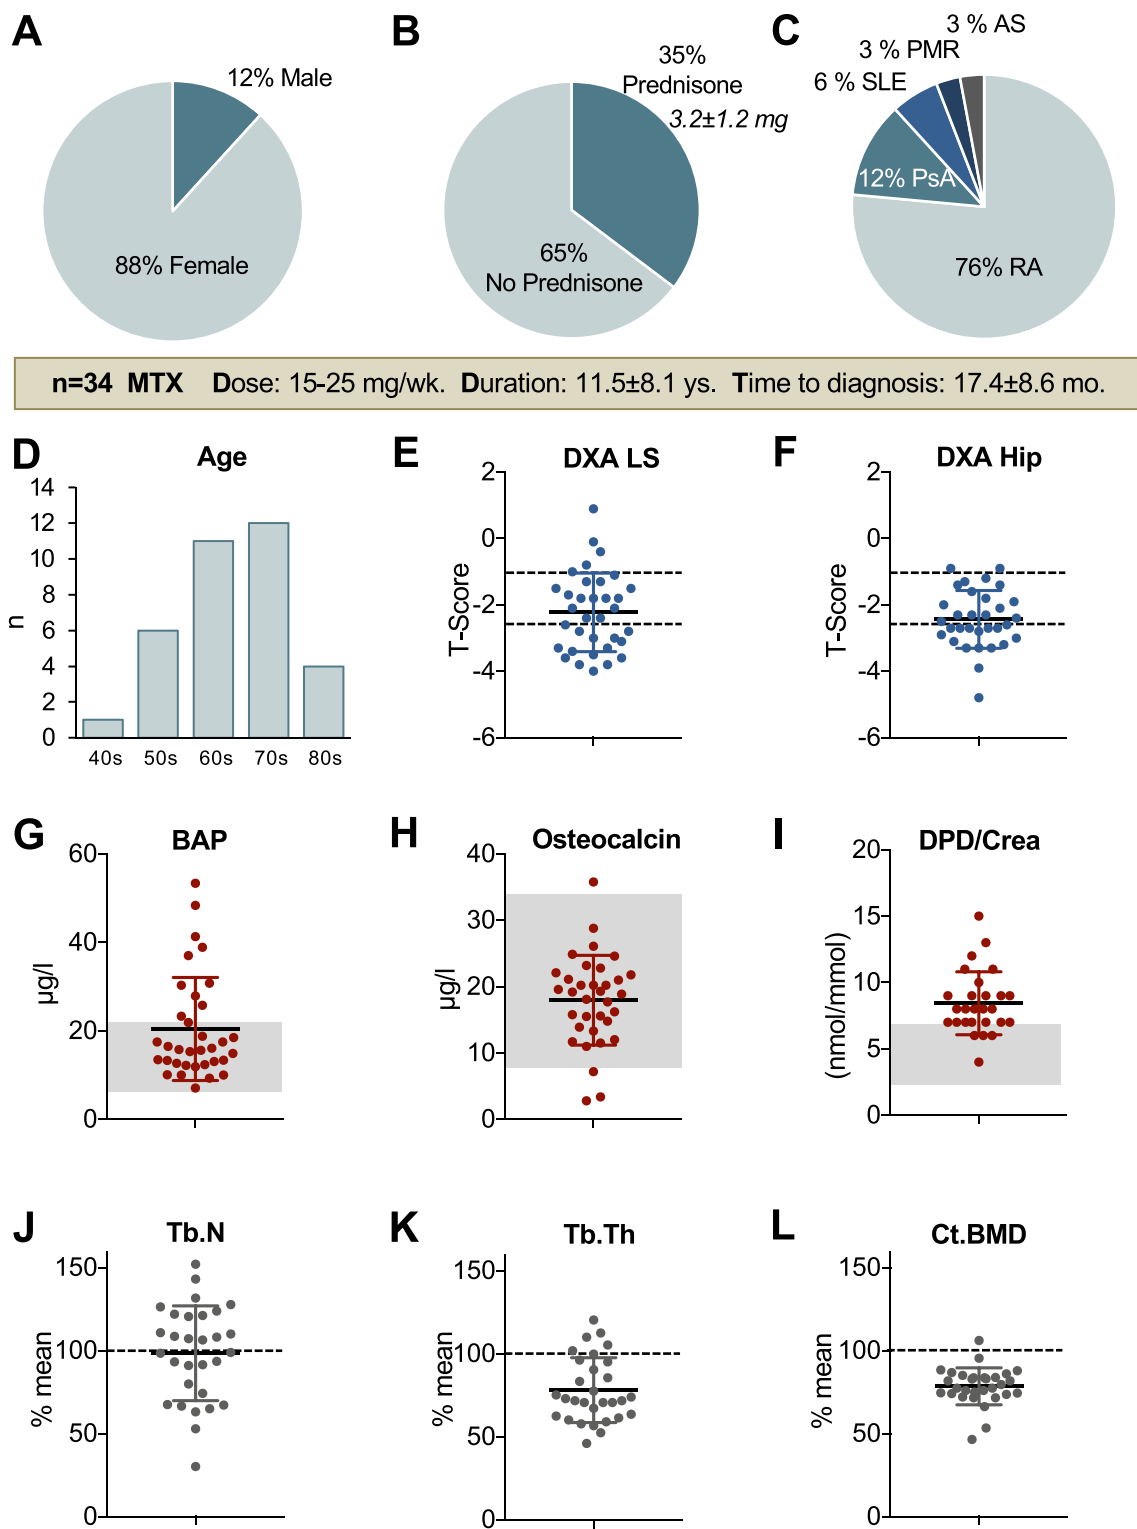 A
12% Male
88% Female
B
35%
Prednisone
3.2±1.2 mg
65%
No Prednisone
C
3 % AS
3 % PMR
6 % SLE
12% PsA
76% RA
n=34 MTX Dose: 15-25 mg/wk. Duration: 11.5±8.1 ys. Time to diagnosis: 17.4±8.6 mo.
D
Age
14
12
10
8
6
4
2
0
n
40s 50s 60s 70s 80s
E
DXA LS
2
0
-2
-4
-6
T-Score
F
DXA Hip
2
0
-2
-4
-6
T-Score
G
BAP
60
40
20
0
µg/l
H
Osteocalcin
40
30
20
10
0
µg/l
I
DPD/Crea
20
15
10
5
0
(nmol/mmol)
J
Tb.N
150
100
50
0
% mean
K
Tb.Th
150
100
50
0
% mean
L
Ct.BMD
150
100
50
0
% mean